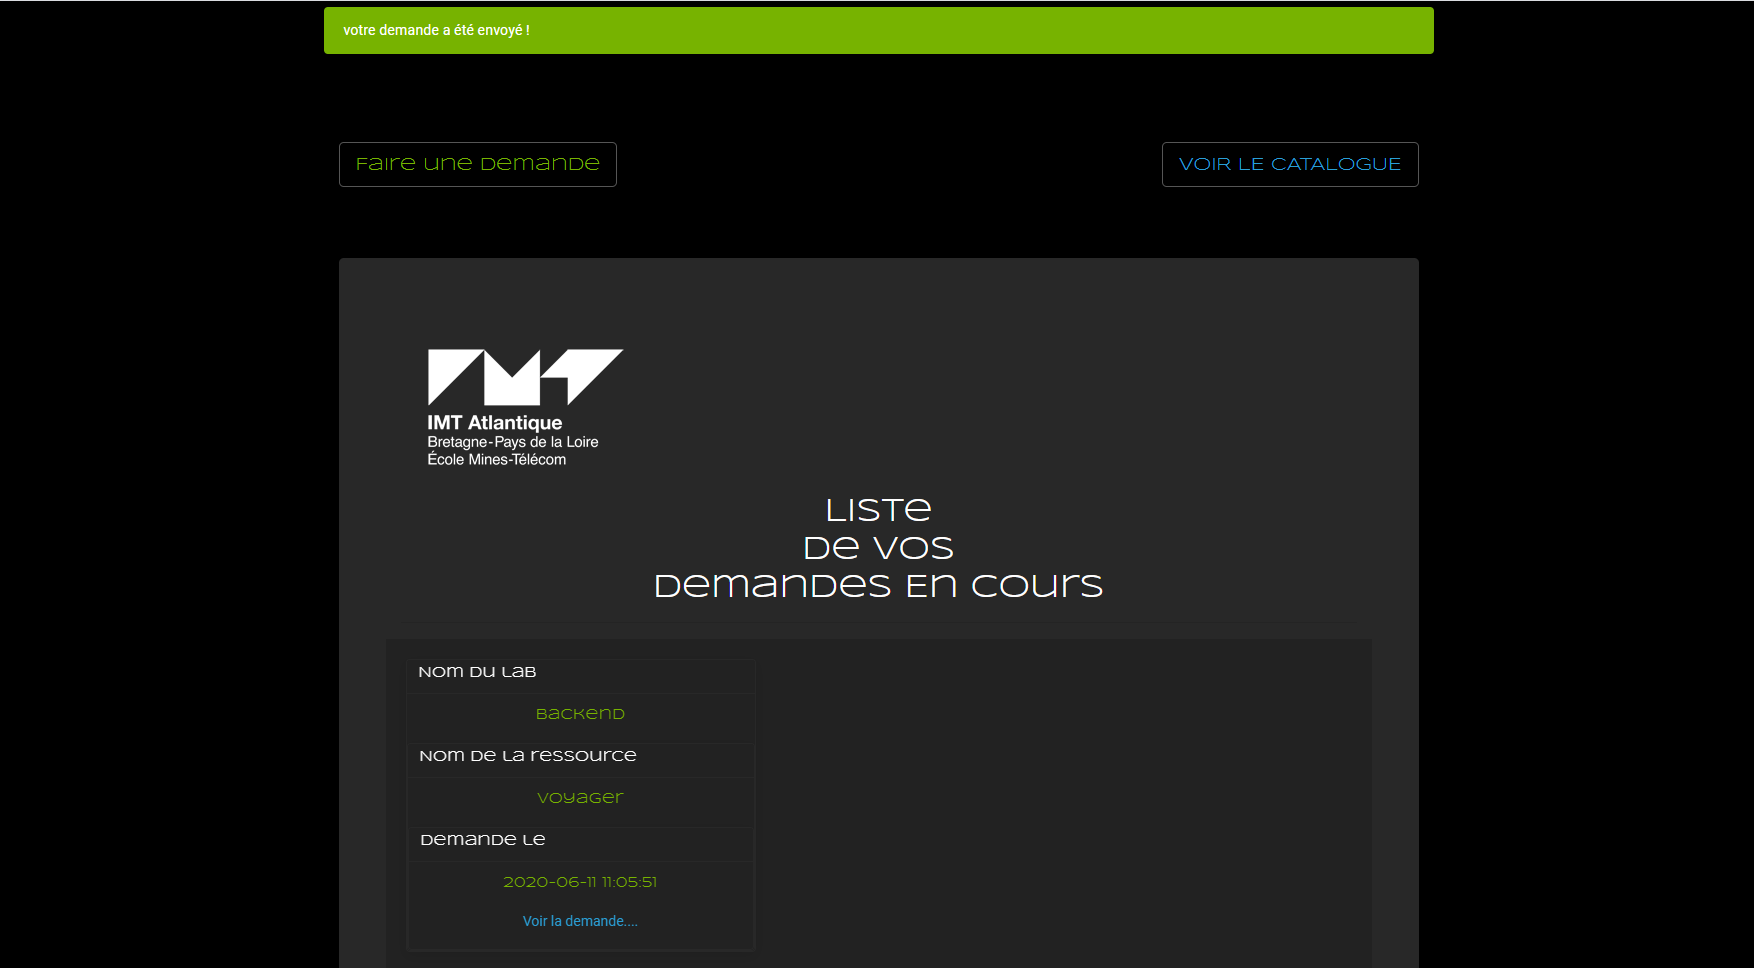 votre demande a été envoyé !
Faire une demande
VOIR LE CATALOGUE
IMT Atlantique
Bretagne-Pays de la Loire
École Mines-Télécom
Liste
De vos
Demandes En cours
Nom Du Lab
Backend
Nom De La ressource
voyager
Demande Le
2020-06-11 11:05:51
Voir la demande....